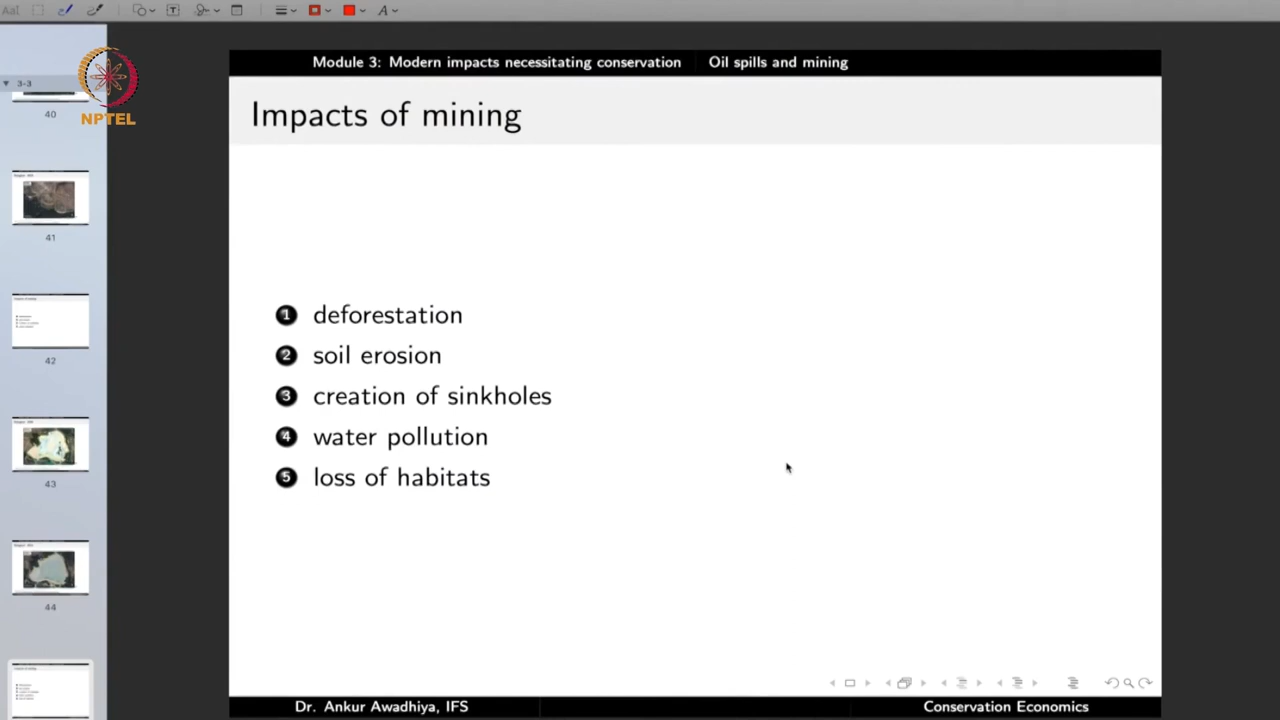 Module 3: Modern impacts necessitating conservation Oil spills and mining
3-3
NPTEL
40
Impacts of mining
41
1 deforestation
2 soil erosion
3 creation of sinkholes
4 water pollution
5 loss of habitats
42
43
44
Dr. Ankur Awadhiya, IFS Conservation Economics